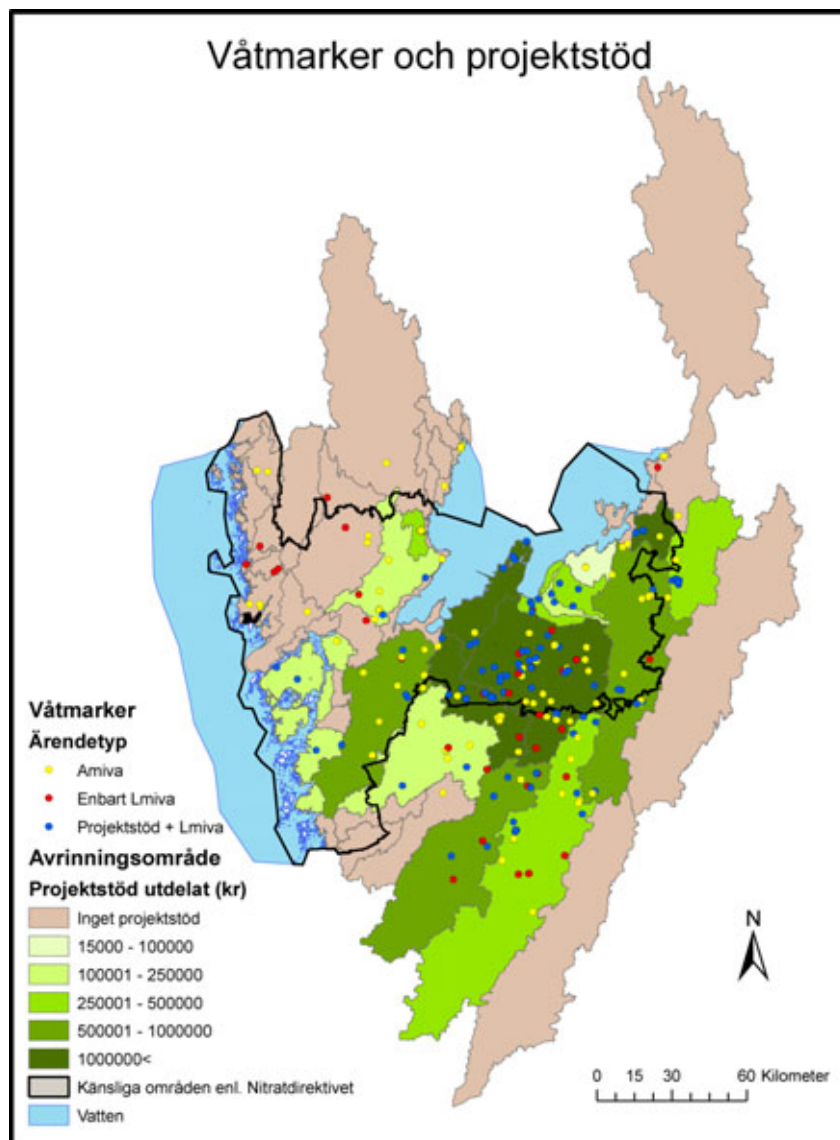 Våtmarker och projektstöd
Våtmarker
Ärendetyp
Amiva
Enbart Lmiva
Projektstöd + Lmiva
Avrinningsområde
Projektstöd utdelat (kr)
Inget projektstöd
15000 - 100000
100001 - 250000
250001 - 500000
500001 - 1000000
1000000<
Känsliga områden enl. Nitratdirektivet
Vatten
N
0 15 30 60 Kilometer